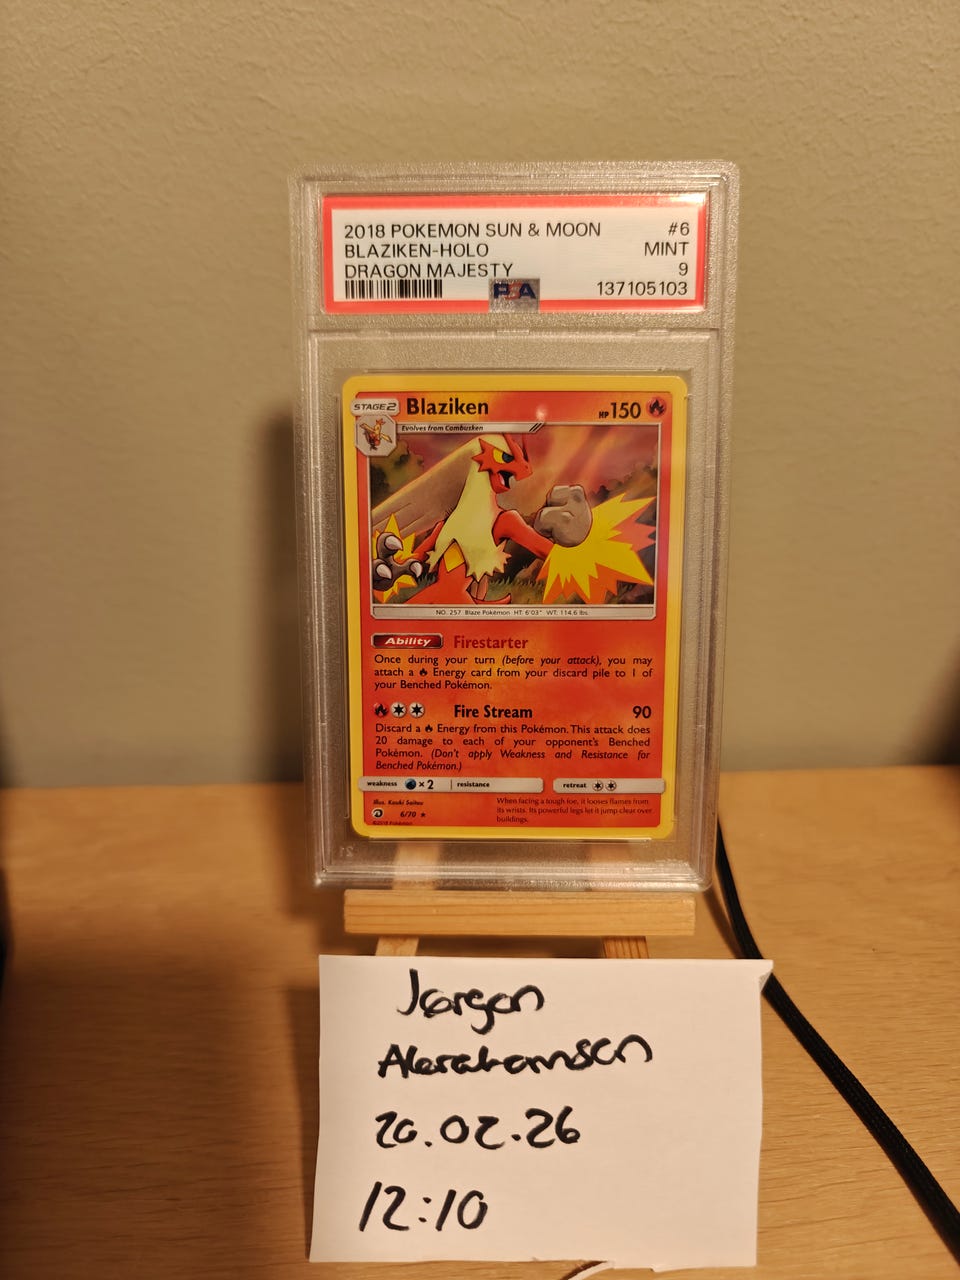 2018 POKEMON SUN & MOON #6
BLAZIKEN-HOLO MINT
DRAGON MAJESTY 9
PSA 137105103
STAGE 2 Blaziken HP 150
Evolves from Combusken
NO. 257 Blaze Pokémon HT: 6'03" WT: 114.6 lbs.
Ability Firestarter
Once during your turn (before your attack), you may
attach a Energy card from your discard pile to 1 of
your Benched Pokémon.
Fire Stream 90
Discard a Energy from this Pokémon. This attack does
20 damage to each of your opponent's Benched
Pokémon. (Don't apply Weakness and Resistance for
Benched Pokémon.)
weakness × 2 resistance retreat
Illus. Kouki Saitou
6/70 ★
©2018 Pokémon
When facing a tough foe, it looses flames from
its wrists. Its powerful legs let it jump clear over
buildings.
Jørgen
Abrahamsen
20.02.26
12:10